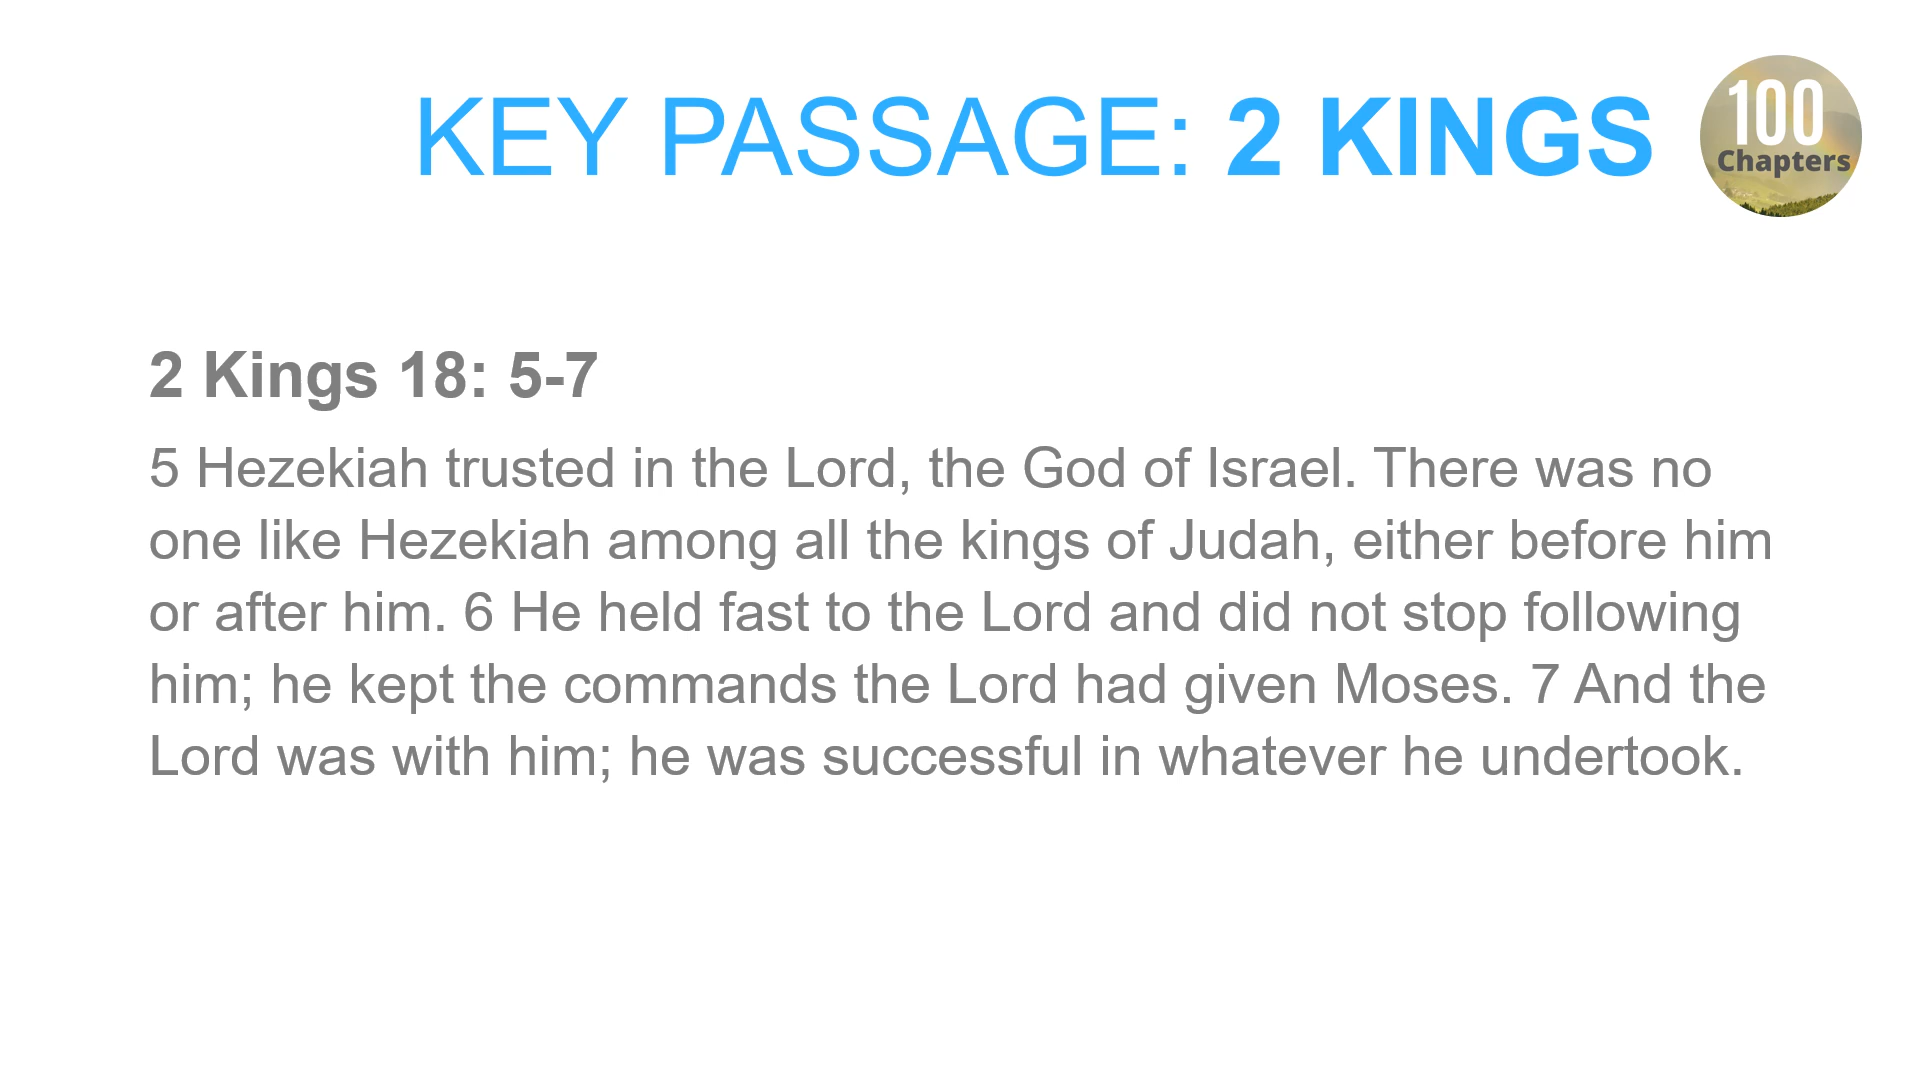 KEY PASSAGE: 2 KINGS
100
Chapters
2 Kings 18: 5-7
5 Hezekiah trusted in the Lord, the God of Israel. There was no
one like Hezekiah among all the kings of Judah, either before him
or after him. 6 He held fast to the Lord and did not stop following
him; he kept the commands the Lord had given Moses. 7 And the
Lord was with him; he was successful in whatever he undertook.